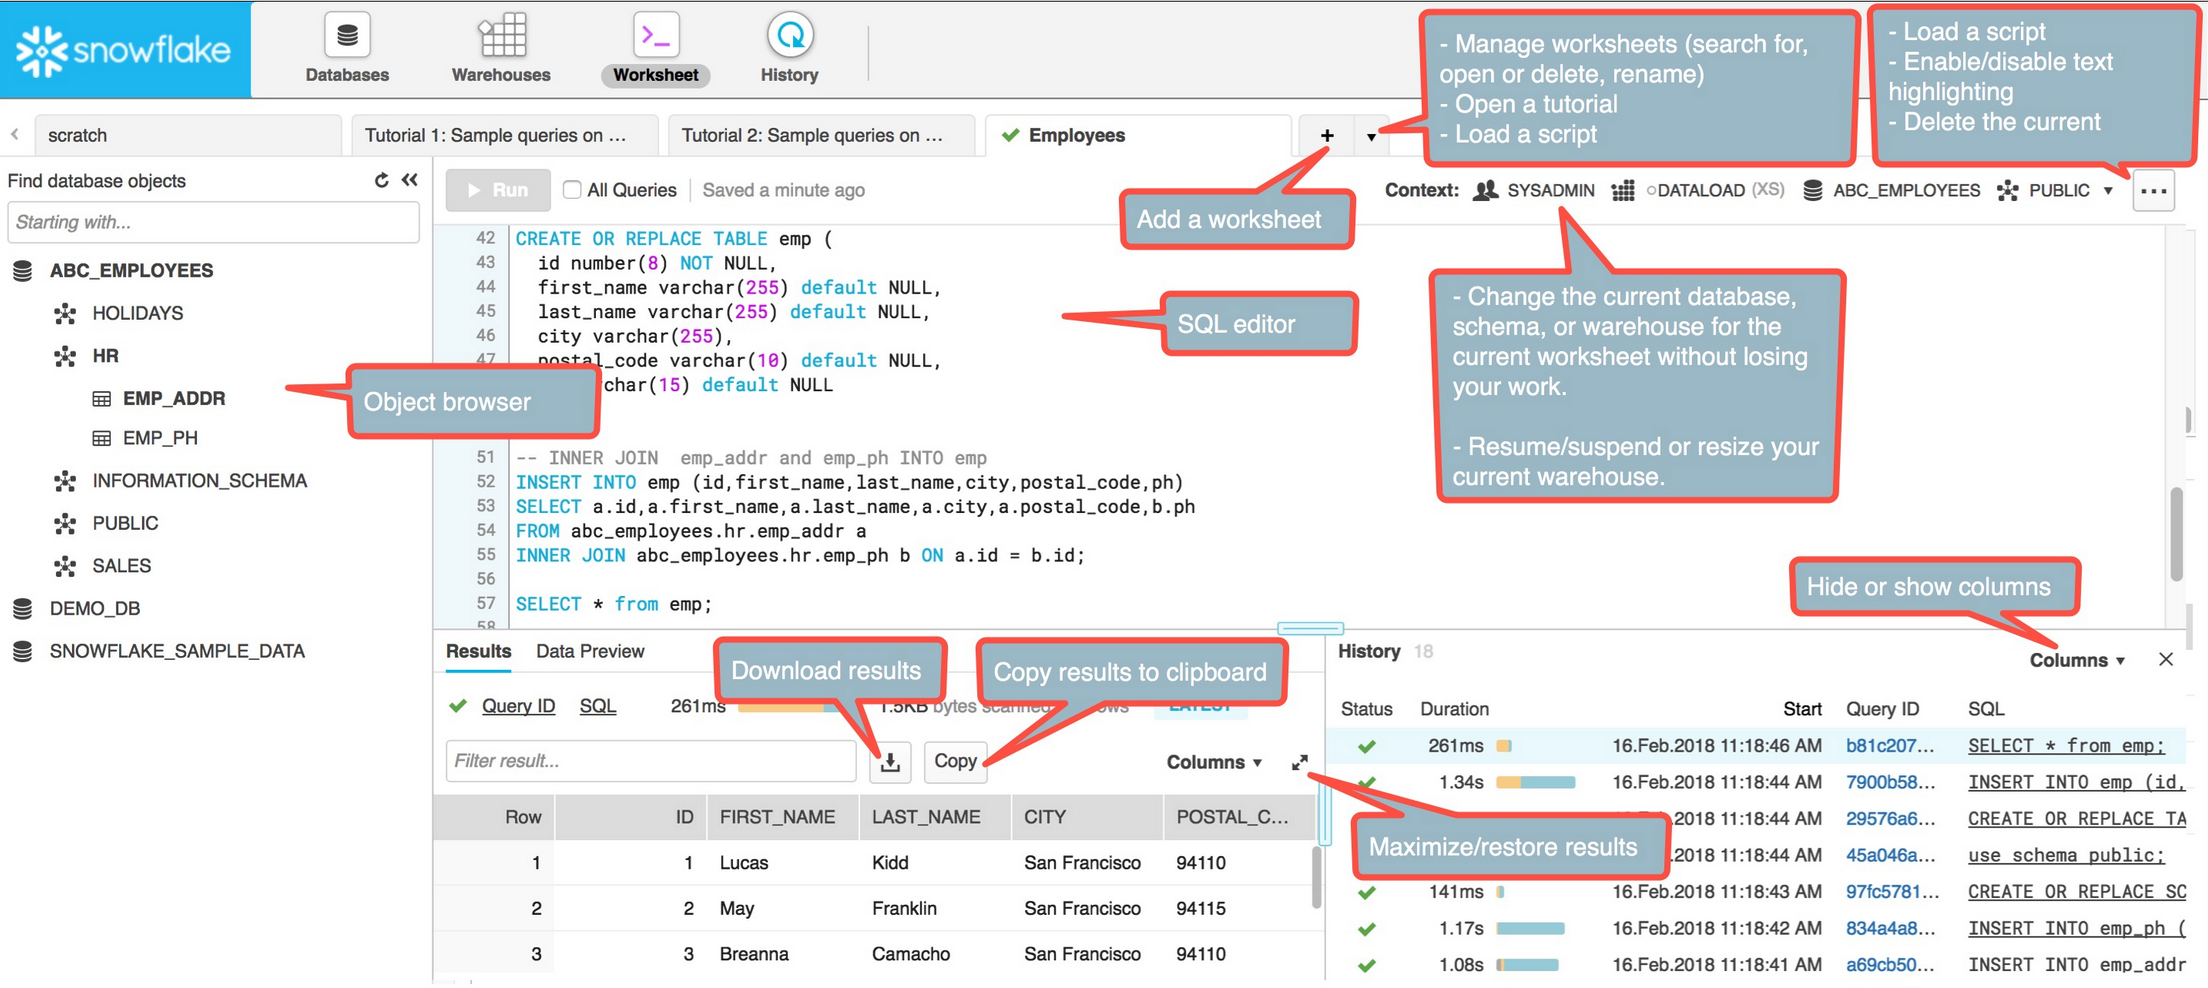 snowflake
Databases
Warehouses
Worksheet
History
- Manage worksheets (search for,
open or delete, rename)
- Open a tutorial
- Load a script
- Load a script
- Enable/disable text
highlighting
- Delete the current
scratch
Tutorial 1: Sample queries on ...
Tutorial 2: Sample queries on ...
Employees
+
Find database objects
Starting with...
Run
All Queries
Saved a minute ago
Add a worksheet
Context:
SYSADMIN
DATALOAD (XS)
ABC_EMPLOYEES
PUBLIC
...
ABC_EMPLOYEES
HOLIDAYS
HR
EMP_ADDR
EMP_PH
INFORMATION_SCHEMA
PUBLIC
SALES
DEMO_DB
SNOWFLAKE_SAMPLE_DATA
Object browser
42 CREATE OR REPLACE TABLE emp (
43 id number(8) NOT NULL,
44 first_name varchar(255) default NULL,
45 last_name varchar(255) default NULL,
46 city varchar(255),
47 postal_code varchar(10) default NULL,
char(15) default NULL
51 -- INNER JOIN emp_addr and emp_ph INTO emp
52 INSERT INTO emp (id,first_name,last_name,city,postal_code,ph)
53 SELECT a.id,a.first_name,a.last_name,a.city,a.postal_code,b.ph
54 FROM abc_employees.hr.emp_addr a
55 INNER JOIN abc_employees.hr.emp_ph b ON a.id = b.id;
56
57 SELECT * from emp;
58
SQL editor
- Change the current database,
schema, or warehouse for the
current worksheet without losing
your work.
- Resume/suspend or resize your
current warehouse.
Hide or show columns
Results
Data Preview
Download results
Copy results to clipboard
Query ID
SQL
261ms
1.5KB bytes scanned
LATEST
Filter result...
Copy
Columns
Row ID FIRST_NAME LAST_NAME CITY POSTAL_C...
1 1 Lucas Kidd San Francisco 94110
2 2 May Franklin San Francisco 94115
3 3 Breanna Camacho San Francisco 94110
Maximize/restore results
History 18
Columns
Status Duration Start Query ID SQL
261ms 16.Feb.2018 11:18:46 AM b81c207... SELECT * from emp;
1.34s 16.Feb.2018 11:18:44 AM 7900b58... INSERT INTO emp (id,
.2018 11:18:44 AM 29576a6... CREATE OR REPLACE TA
.2018 11:18:44 AM 45a046a... use schema public;
141ms 16.Feb.2018 11:18:43 AM 97fc5781... CREATE OR REPLACE SC
1.17s 16.Feb.2018 11:18:42 AM 834a4a8... INSERT INTO emp_ph (
1.08s 16.Feb.2018 11:18:41 AM a69cb50... INSERT INTO emp_addr